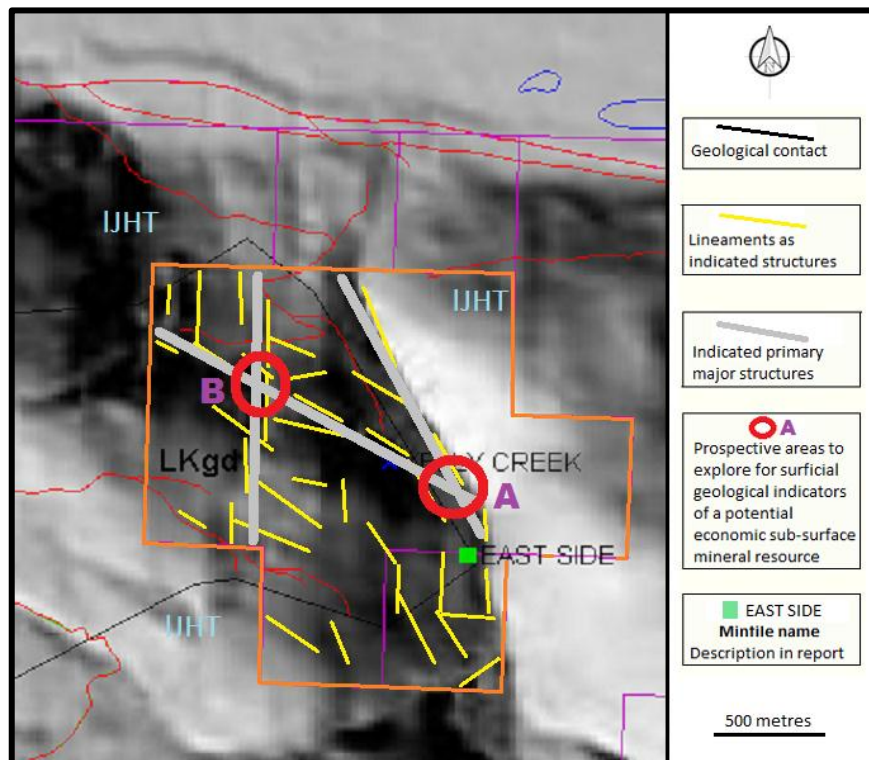 IJHT
IJHT
B
LKgd
CREEK
A
EAST SIDE
IJHT
N
Geological contact
Lineaments as
indicated structures
Indicated primary
major structures
A
Prospective areas to
explore for surficial
geological indicators
of a potential
economic sub-surface
mineral resource
EAST SIDE
Mintile name
Description in report
500 metres